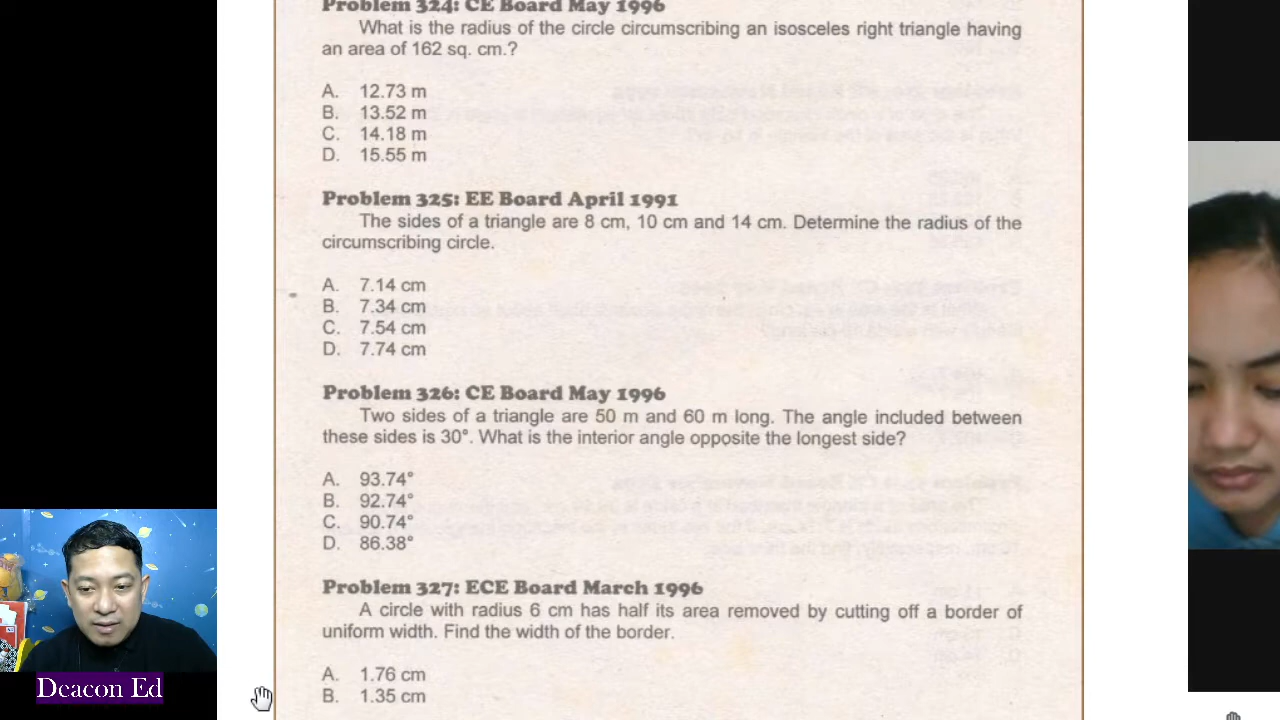 Problem 324: CE Board May 1996
What is the radius of the circle circumscribing an isosceles right triangle having
an area of 162 sq. cm.?
A. 12.73 m
B. 13.52 m
C. 14.18 m
D. 15.55 m
Problem 325: EE Board April 1991
The sides of a triangle are 8 cm, 10 cm and 14 cm. Determine the radius of the
circumscribing circle.
A. 7.14 cm
B. 7.34 cm
C. 7.54 cm
D. 7.74 cm
Problem 326: CE Board May 1996
Two sides of a triangle are 50 m and 60 m long. The angle included between
these sides is 30°. What is the interior angle opposite the longest side?
A. 93.74°
B. 92.74°
C. 90.74°
D. 86.38°
Problem 327: ECE Board March 1996
A circle with radius 6 cm has half its area removed by cutting off a border of
uniform width. Find the width of the border.
A. 1.76 cm
B. 1.35 cm
Deacon Ed